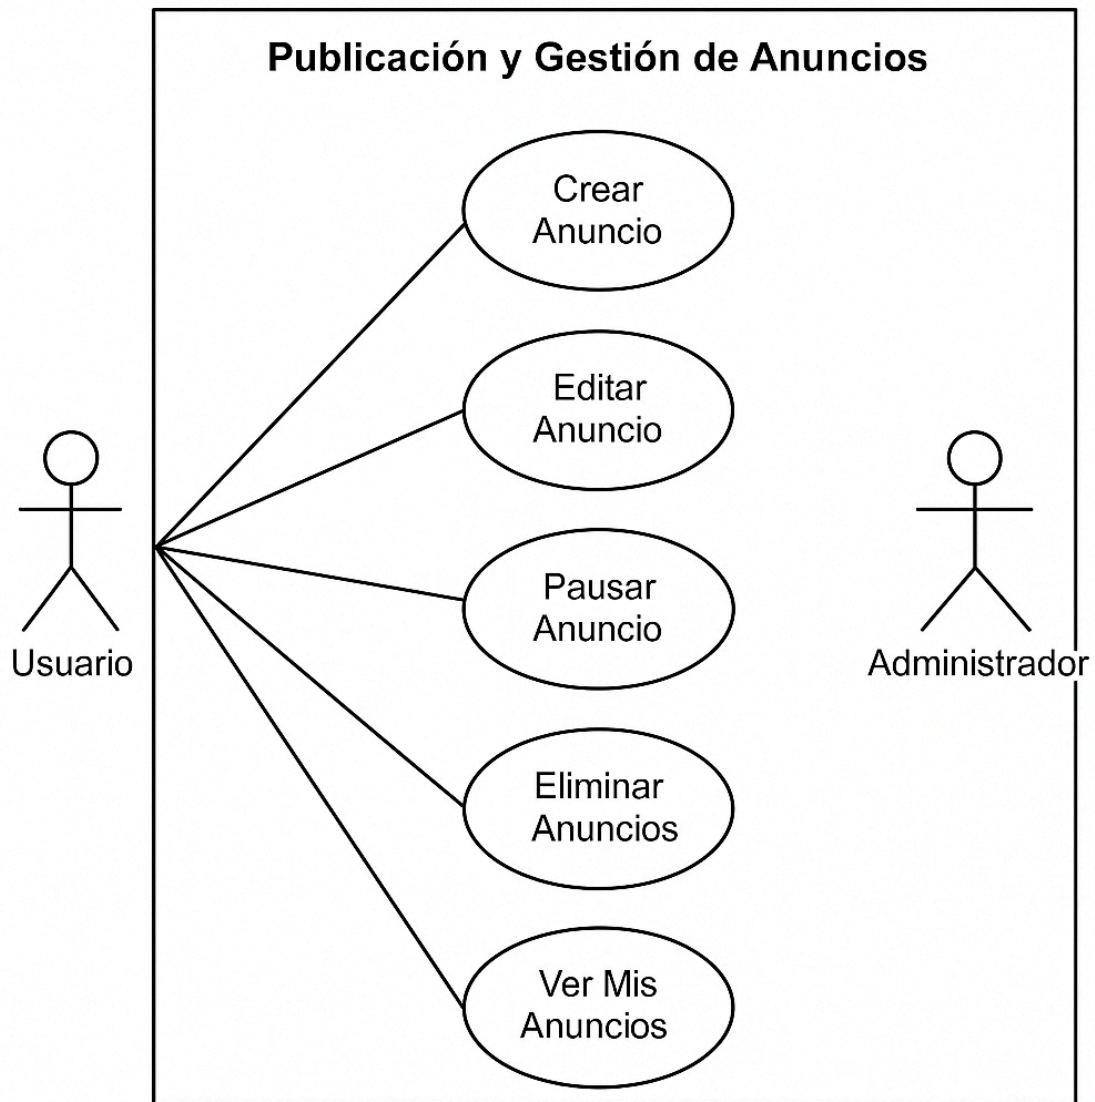 Publicación y Gestión de Anuncios
Crear
Anuncio
Editar
Anuncio
Pausar
Anuncio
Usuario
Administrador
Eliminar
Anuncios
Ver Mis
Anuncios